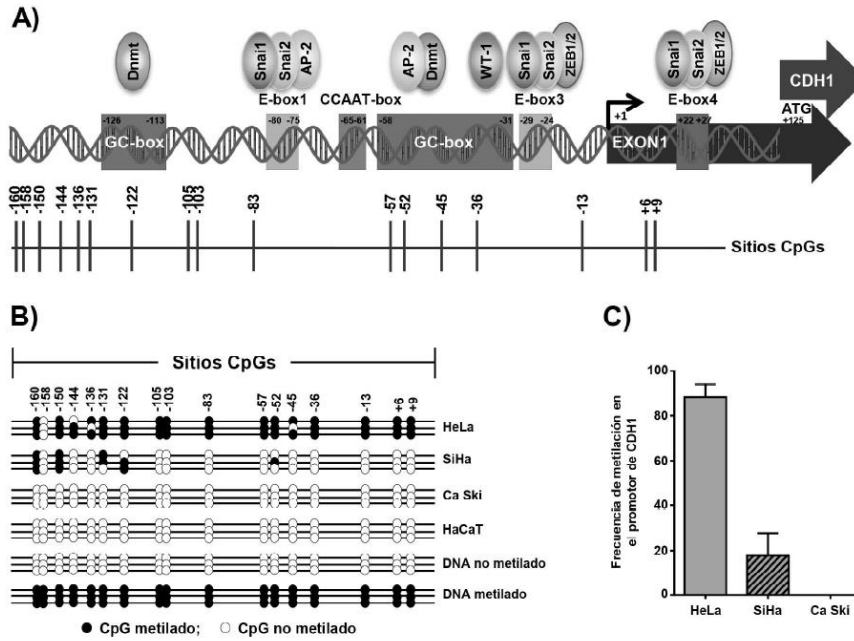 A)
Dnmt
Snai1
Snai2
AP-2
AP-2
Dnmt
WT-1
Snai1
Snai2
ZEB1/2
Snai1
Snai2
ZEB1/2
CDH1
E-box1
CCAAT-box
E-box3
E-box4
ATG
-126
-113
-80
-75
-65
-61
-58
-31
-29
-24
+1
+22
+27
+125
GC-box
GC-box
EXON1
-160
-158
-150
-144
-136
-131
-122
-105
-103
-83
-57
-52
-45
-36
-13
+6
+9
Sitios CpGs
B)
Sitios CpGs
-160
-158
-150
-144
-136
-131
-122
-105
-103
-83
-57
-52
-45
-36
-13
+6
+9
HeLa
SiHa
Ca Ski
HaCaT
DNA no metilado
DNA metilado
CpG metilado;
CpG no metilado
C)
Frecuencia de metilación en
el promotor de CDH1
100
80
60
40
20
0
HeLa
SiHa
Ca Ski